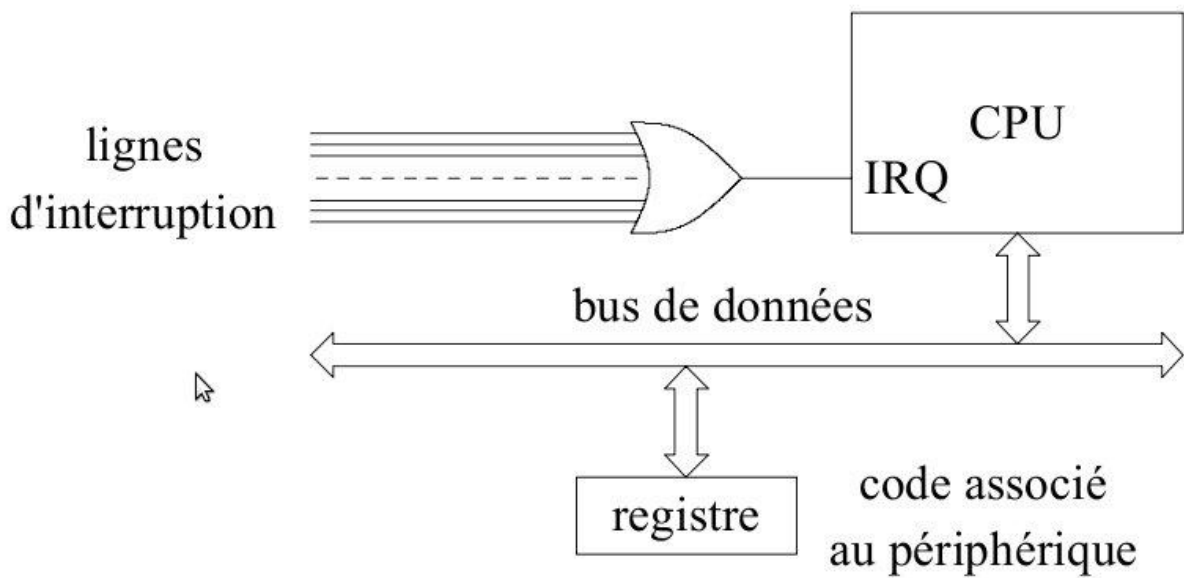 lignes
d'interruption
CPU
IRQ
bus de données
registre
code associé
au périphérique